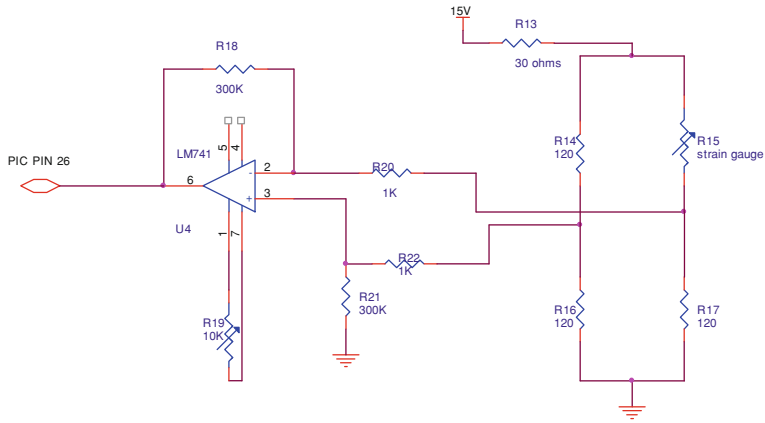 15V
R13
30 ohms
R18
300K
PIC PIN 26
LM741
5
4
6
2
-
3
+
U4
1
7
R19
10K
R20
1K
R22
1K
R21
300K
R14
120
R15
strain gauge
R16
120
R17
120